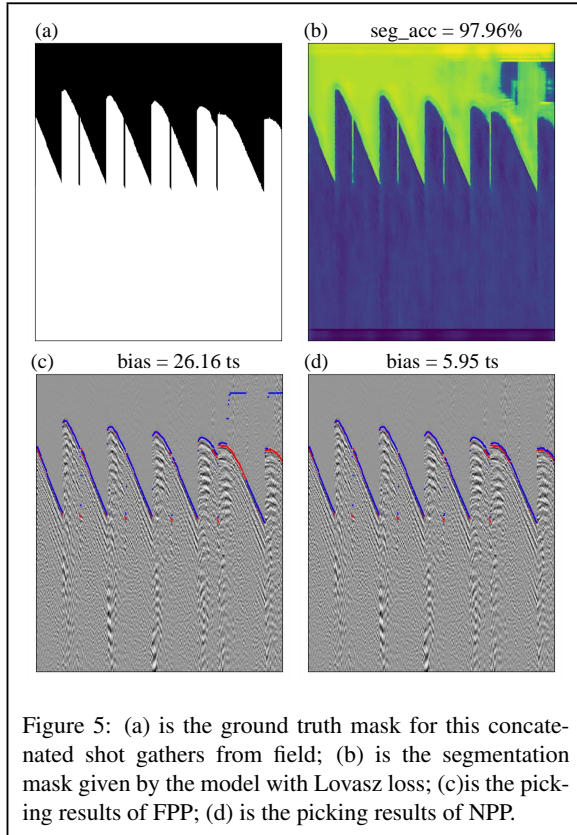 (a)
(b) seg_acc = 97.96%
(c) bias = 26.16 ts
(d) bias = 5.95 ts
Figure 5: (a) is the ground truth mask for this concate-
nated shot gathers from field; (b) is the segmentation
mask given by the model with Lovasz loss; (c)is the pick-
ing results of FPP; (d) is the picking results of NPP.